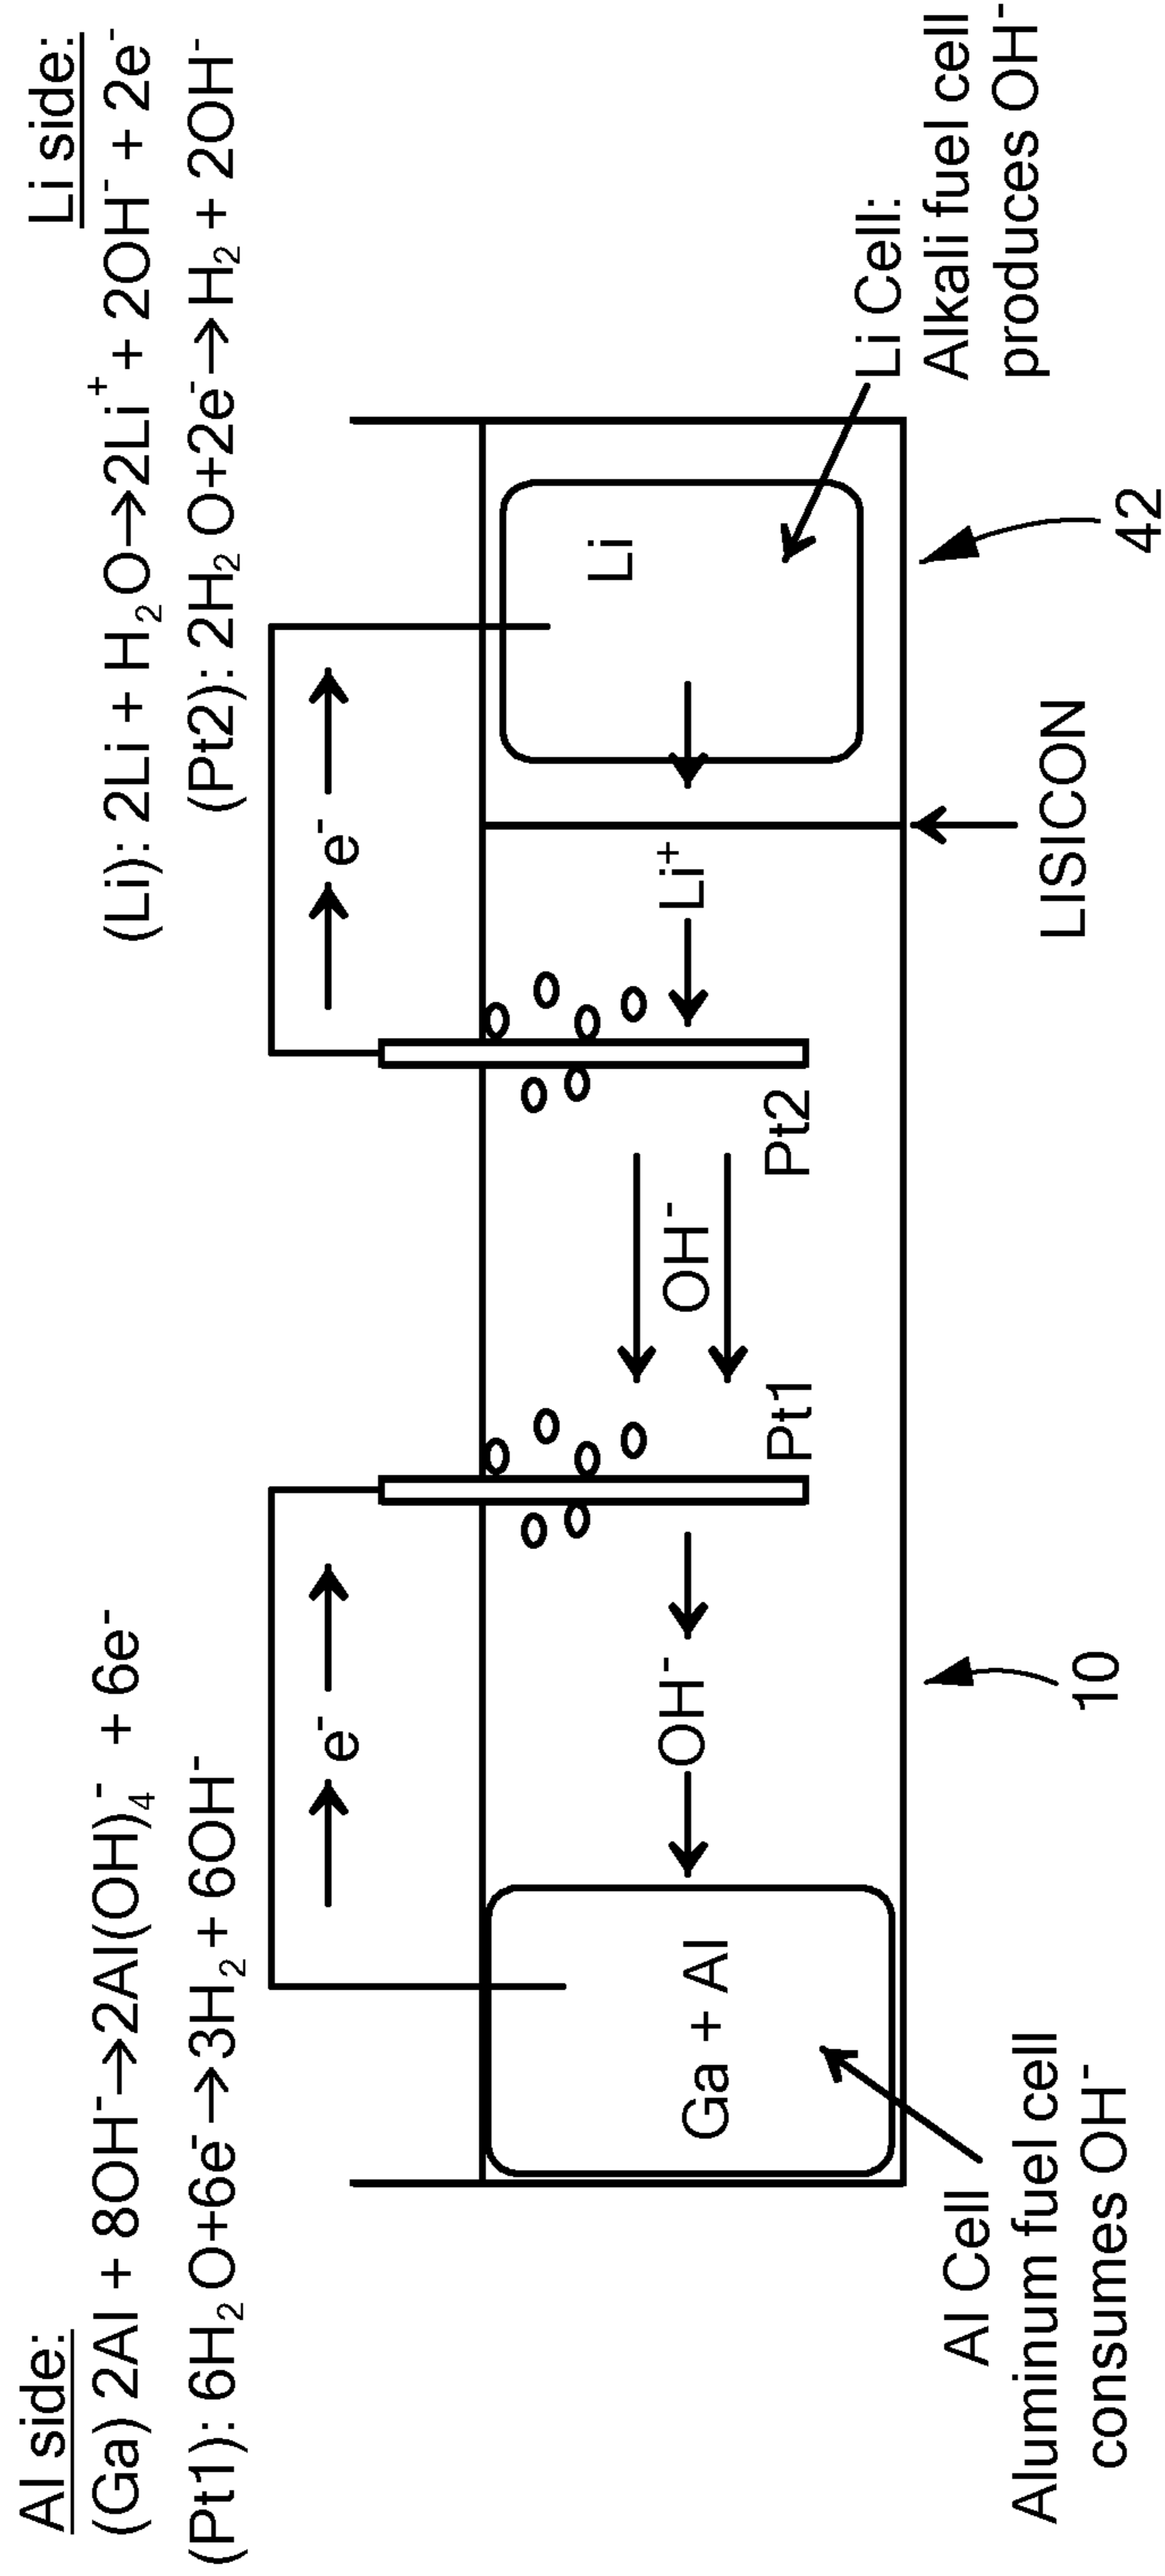 Al side:
(Ga) 2Al + 8OH⁻→2Al(OH)₄⁻ + 6e⁻
(Pt1): 6H₂O+6e⁻→3H₂ + 6OH⁻
Li side:
(Li): 2Li + H₂O→2Li⁺ + 2OH⁻ + 2e⁻
(Pt2): 2H₂O+2e⁻→H₂ + 2OH⁻
e⁻
e⁻
Ga + Al
OH⁻
OH⁻
Li⁺
Li
Pt1
Pt2
Al Cell
Aluminum fuel cell
consumes OH⁻
10
LISICON
42
Li Cell:
Alkali fuel cell
produces OH⁻